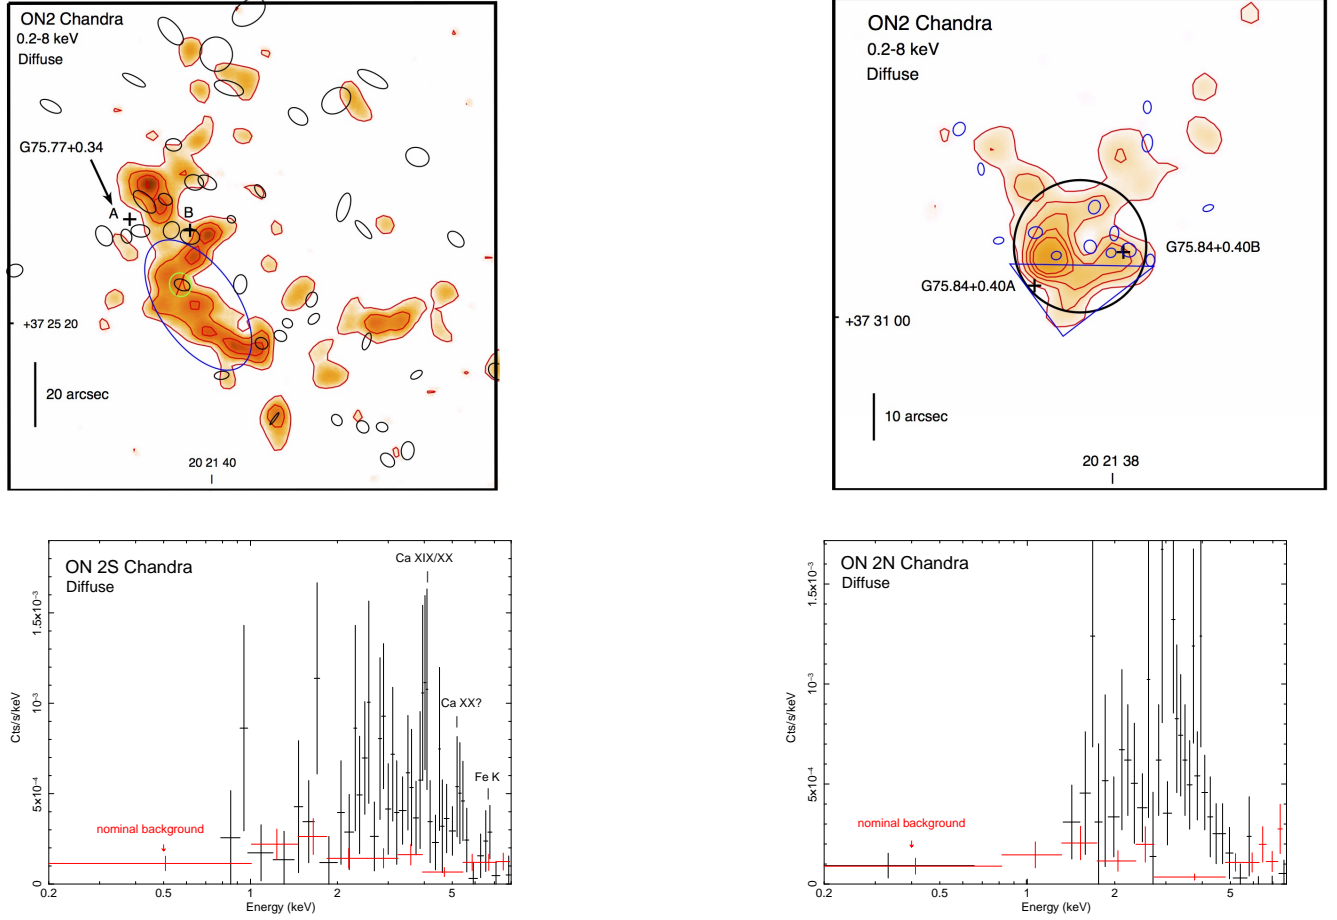 ON2 Chandra
0.2-8 keV
Diffuse
G75.77+0.34
A
B
+37 25 20
20 arcsec
20 21 40
ON2 Chandra
0.2-8 keV
Diffuse
G75.84+0.40B
G75.84+0.40A
+37 31 00
10 arcsec
20 21 38
ON 2S Chandra
Diffuse
Ca XIX/XX
Ca XX?
Fe K
nominal background
Cts/s/keV
1.5x10⁻³
10⁻³
5x10⁻⁴
0
0.2 0.5 1 2 5
Energy (keV)
ON 2N Chandra
Diffuse
nominal background
Cts/s/keV
1.5x10⁻³
10⁻³
5x10⁻⁴
0
0.2 0.5 1 2 5
Energy (keV)